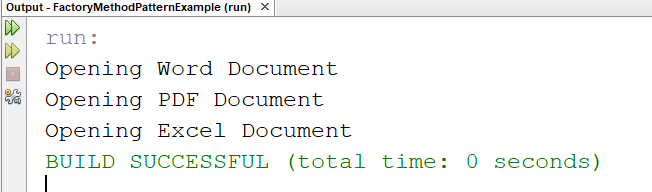 Output - FactoryMethodPatternExample (run) ×
run:
Opening Word Document
Opening PDF Document
Opening Excel Document
BUILD SUCCESSFUL (total time: 0 seconds)